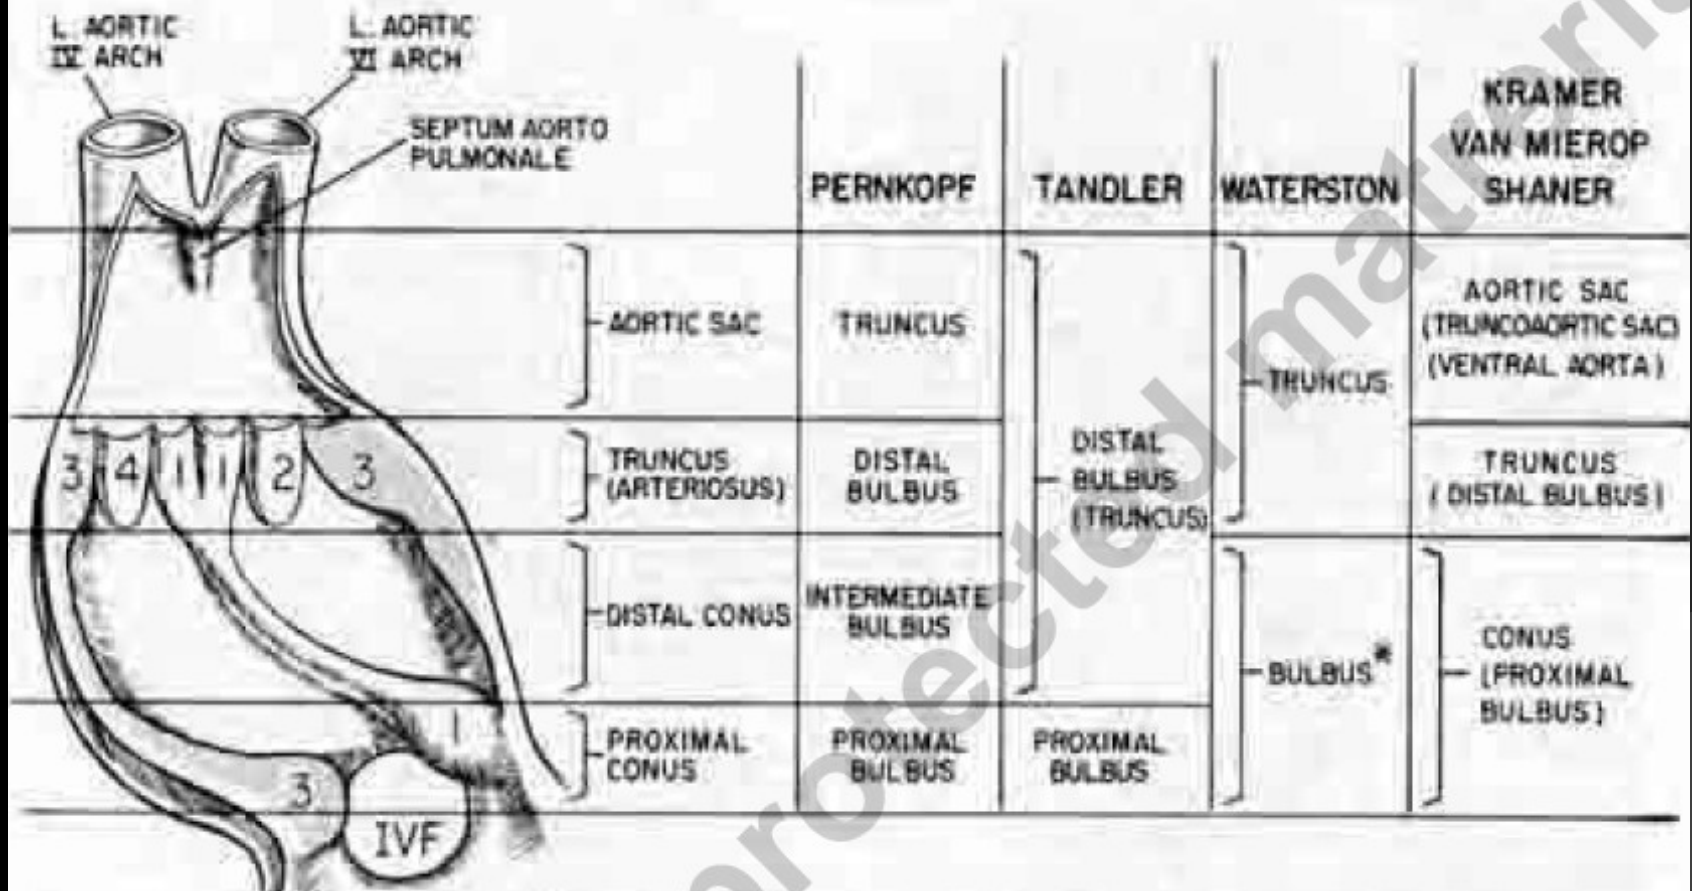 L. AORTIC
IV ARCH
L. AORTIC
VI ARCH
SEPTUM AORTO
PULMONALE
PERNKOPF
TANDLER
WATERSTON
KRAMER
VAN MIEROP
SHANER
AORTIC SAC
TRUNCUS
AORTIC SAC
(TRUNCOAORTIC SAC)
(VENTRAL AORTA)
TRUNCUS
3 4 1 1 2 3
TRUNCUS
(ARTERIOSUS)
DISTAL
BULBUS
DISTAL
BULBUS
(TRUNCUS)
TRUNCUS
(DISTAL BULBUS)
DISTAL CONUS
INTERMEDIATE
BULBUS
BULBUS*
CONUS
(PROXIMAL
BULBUS)
1
PROXIMAL
CONUS
PROXIMAL
BULBUS
PROXIMAL
BULBUS
3
IVF